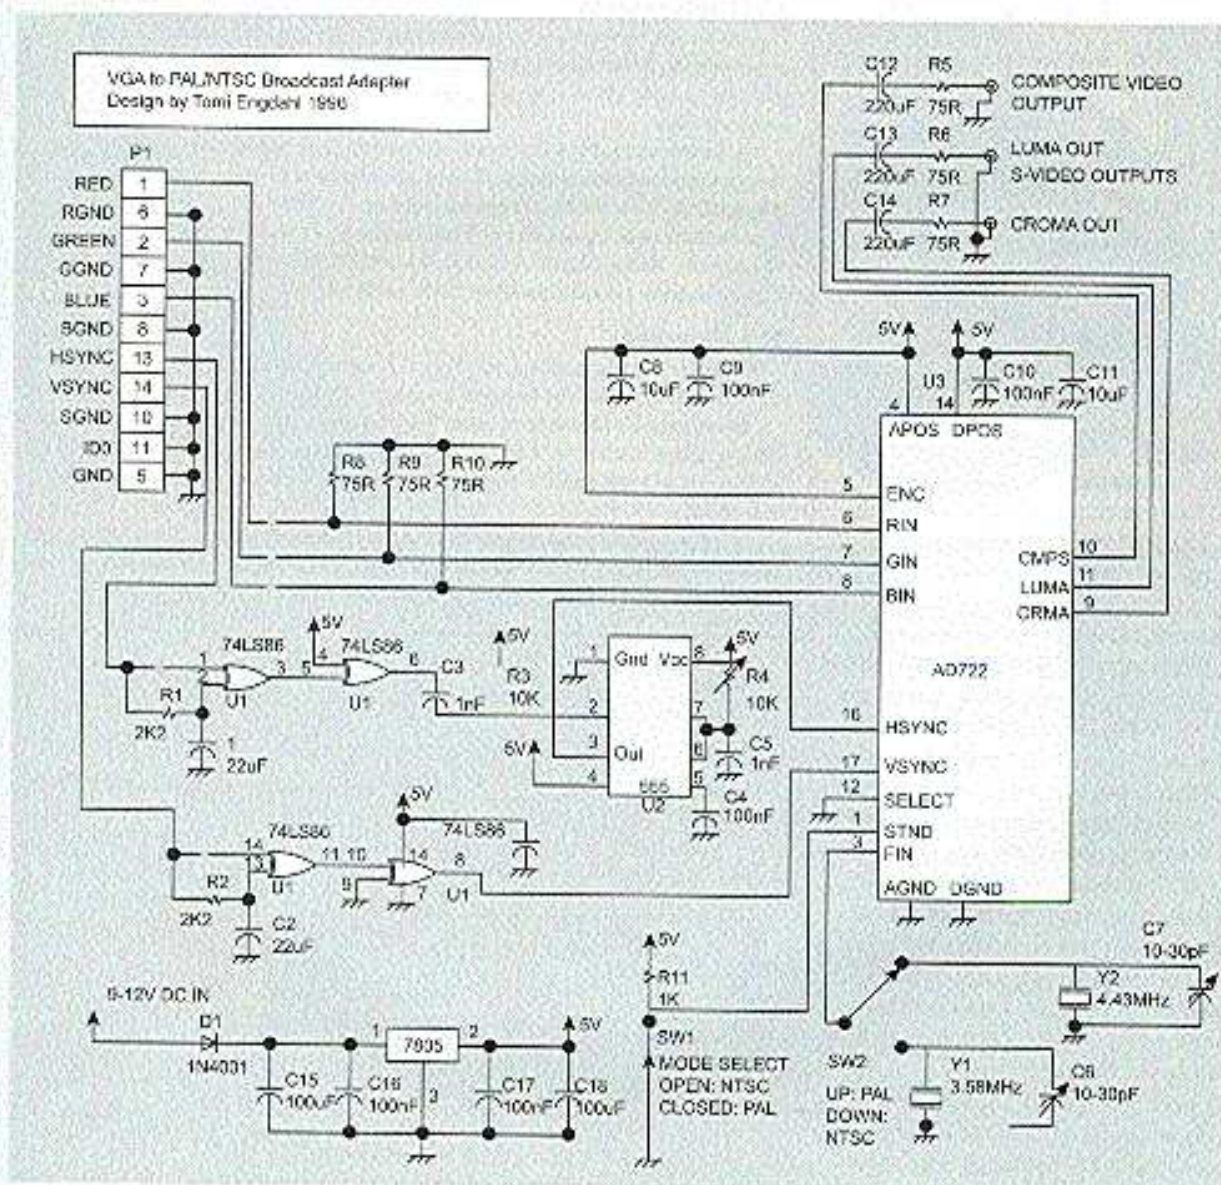 VGA to PAL/NTSC Broadcast Adapter
Design by Tomi Engdahl 1996
P1
RED 1
RGND 6
GREEN 2
GGND 7
BLUE 3
BGND 8
HSYNC 13
VSYNC 14
SGND 10
ID0 11
GND 5
C12 R5
220uF 75R
COMPOSITE VIDEO
OUTPUT
C13 R6
220uF 75R
LUMA OUT
S-VIDEO OUTPUTS
C14 R7
220uF 75R
CROMA OUT
5V 5V
C8
10uF
C9
100nF
U3
C10
100nF
C11
10uF
4 14
APOS DPOS
R8
75R
R9
75R
R10
75R
5 ENC
6 RIN
7 GIN
8 BIN
CMPS 10
LUMA 11
CRMA 9
AD722
16 HSYNC
17 VSYNC
12 SELECT
1 STND
3 FIN
AGND DGND
74LS86
1
2
3
U1
R1
2K2
1
22uF
5V
74LS86
4
5
6
U1
C3
1nF
5V
R3
10K
1 Gnd Vcc 8
2
3 Out
4
7
6
5
555
U2
5V
5V
R4
10K
C5
1nF
C4
100nF
74LS86
14
13
11
U1
R2
2K2
C2
22uF
5V
74LS86
10
9
14
8
7
U1
9-12V DC IN
D1
1N4001
1 7805 2
3
5V
C15
100uF
C16
100nF
C17
100nF
C18
100uF
5V
R11
1K
SW1
MODE SELECT
OPEN: NTSC
CLOSED: PAL
SW2
UP: PAL
DOWN:
NTSC
C7
10-30pF
Y2
4.43MHz
Y1
3.58MHz
C6
10-30pF